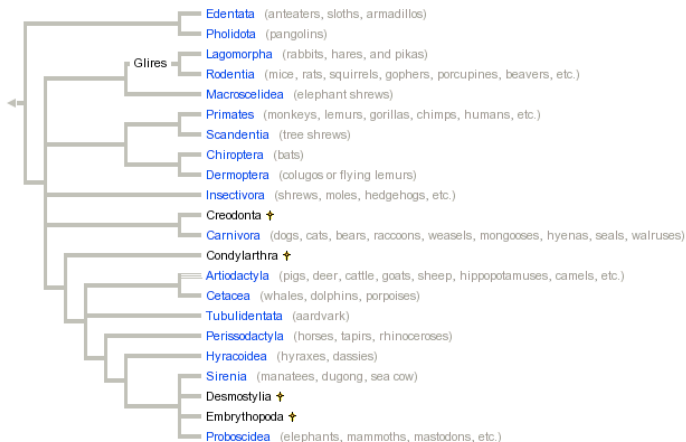 Edentata (anteaters, sloths, armadillos)
Pholidota (pangolins)
Lagomorpha (rabbits, hares, and pikas)
Glires
Rodentia (mice, rats, squirrels, gophers, porcupines, beavers, etc.)
Macroscelidea (elephant shrews)
Primates (monkeys, lemurs, gorillas, chimps, humans, etc.)
Scandentia (tree shrews)
Chiroptera (bats)
Dermoptera (colugos or flying lemurs)
Insectivora (shrews, moles, hedgehogs, etc.)
Creodonta
Carnivora (dogs, cats, bears, raccoons, weasels, mongooses, hyenas, seals, walruses)
Condylarthra
Artiodactyla (pigs, deer, cattle, goats, sheep, hippopotamuses, camels, etc.)
Cetacea (whales, dolphins, porpoises)
Tubulidentata (aardvark)
Perissodactyla (horses, tapirs, rhinoceroses)
Hyracoidea (hyraxes, dassies)
Sirenia (manatees, dugong, sea cow)
Desmostylia
Embrythopoda
Proboscidea (elephants, mammoths, mastodons, etc.)